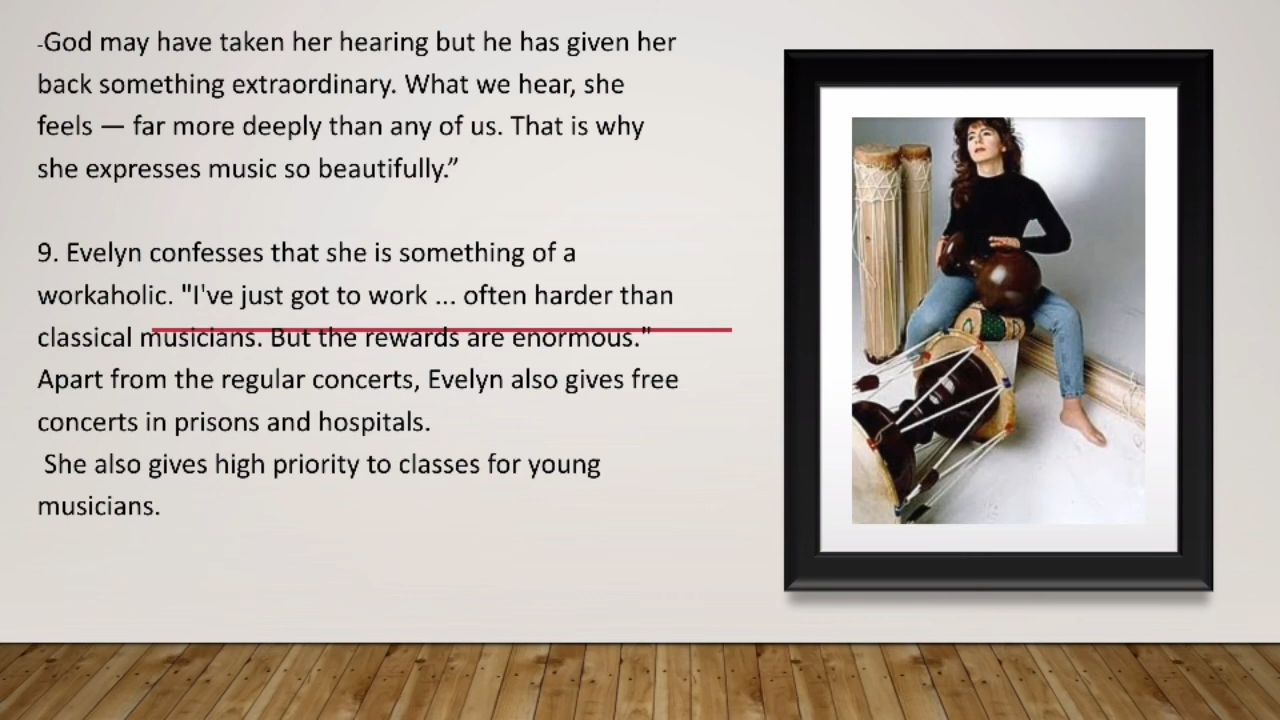 -God may have taken her hearing but he has given her
back something extraordinary. What we hear, she
feels — far more deeply than any of us. That is why
she expresses music so beautifully.”
9. Evelyn confesses that she is something of a
workaholic. "I've just got to work ... often harder than
classical musicians. But the rewards are enormous."
Apart from the regular concerts, Evelyn also gives free
concerts in prisons and hospitals.
She also gives high priority to classes for young
musicians.